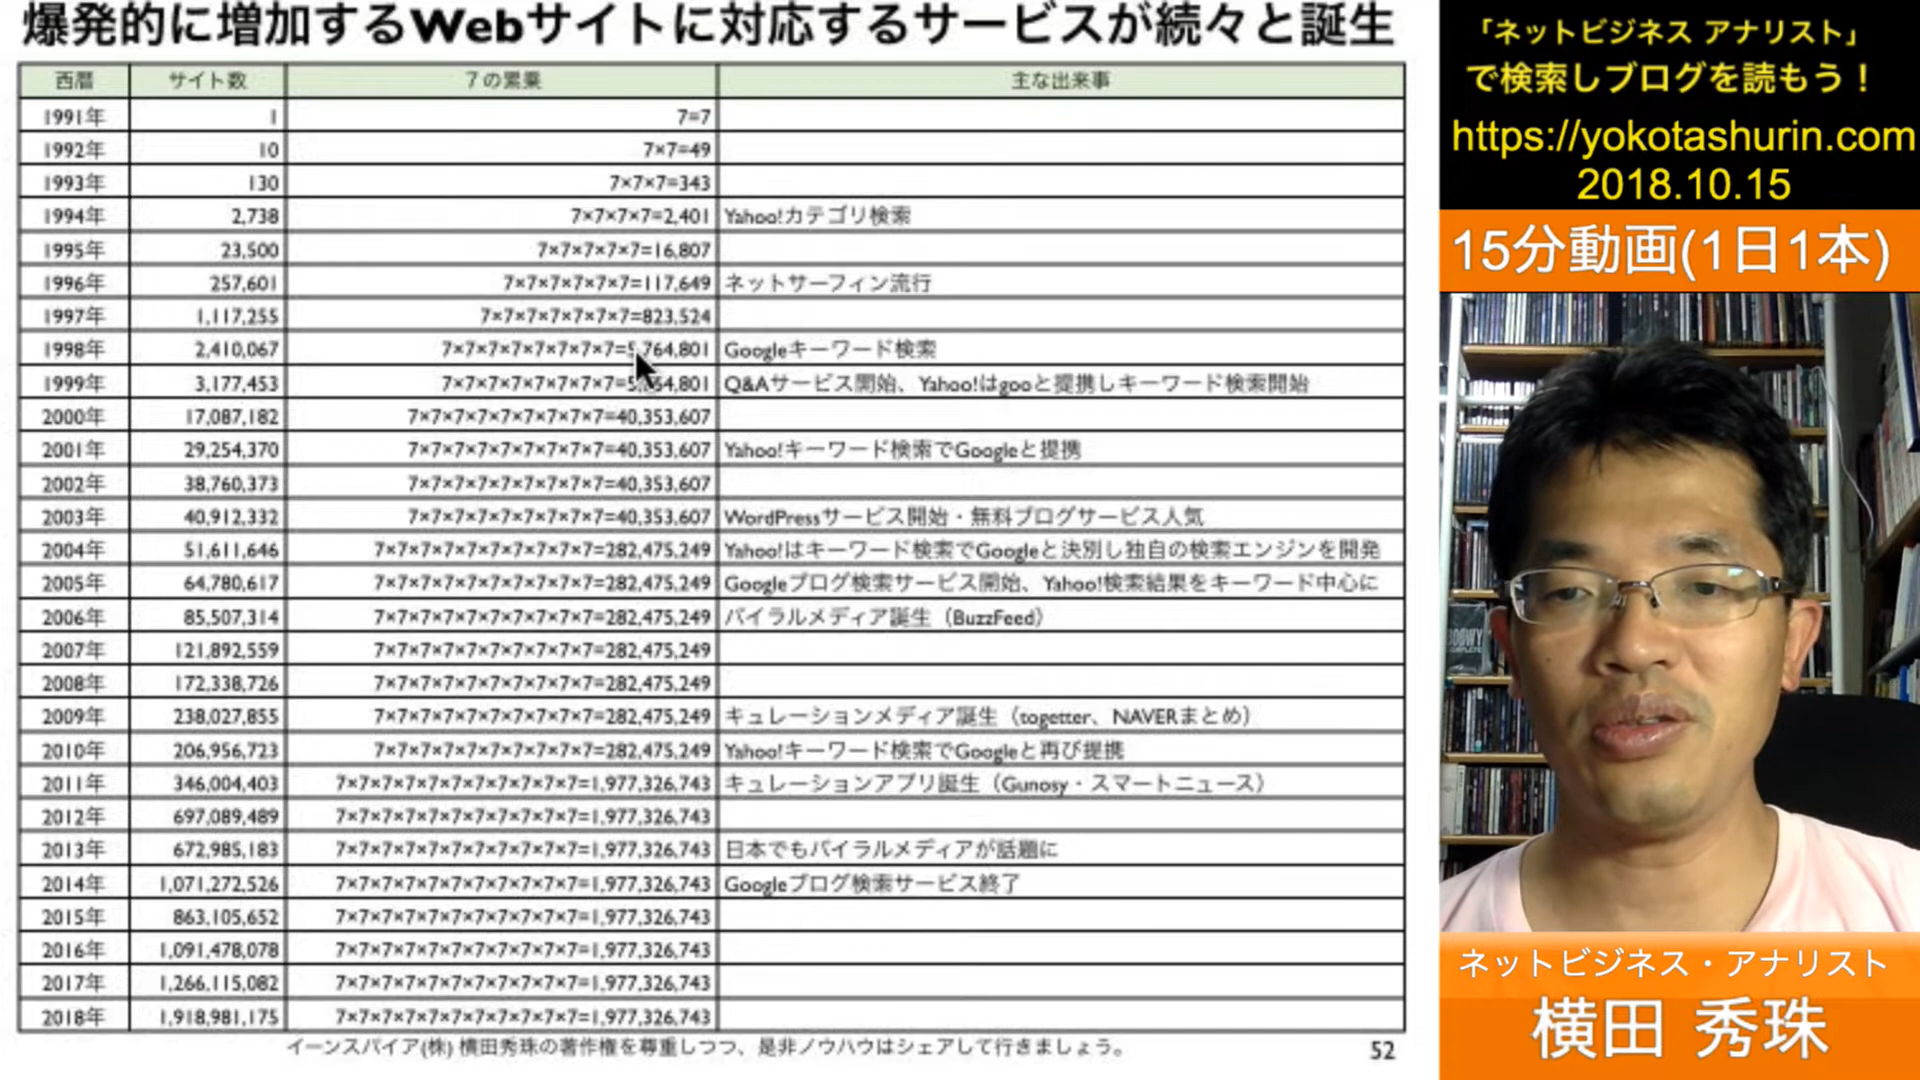 爆発的に増加するWebサイトに対応するサービスが続々と誕生
西暦 サイト数 7の累乗 主な出来事
1991年 1 7=7
1992年 10 7×7=49
1993年 130 7×7×7=343
1994年 2,738 7×7×7×7=2,401 Yahoo!カテゴリ検索
1995年 23,500 7×7×7×7×7=16,807
1996年 257,601 7×7×7×7×7×7=117,649 ネットサーフィン流行
1997年 1,117,255 7×7×7×7×7×7×7=823,524
1998年 2,410,067 7×7×7×7×7×7×7×7=5,764,801 Googleキーワード検索
1999年 3,177,453 7×7×7×7×7×7×7×7=5,764,801 Q&Aサービス開始、Yahoo!はgooと提携しキーワード検索開始
2000年 17,087,182 7×7×7×7×7×7×7×7×7=40,353,607
2001年 29,254,370 7×7×7×7×7×7×7×7×7=40,353,607 Yahoo!キーワード検索でGoogleと提携
2002年 38,760,373 7×7×7×7×7×7×7×7×7=40,353,607
2003年 40,912,332 7×7×7×7×7×7×7×7×7=40,353,607 WordPressサービス開始・無料ブログサービス人気
2004年 51,611,646 7×7×7×7×7×7×7×7×7×7=282,475,249 Yahoo!はキーワード検索でGoogleと決別し独自の検索エンジンを開発
2005年 64,780,617 7×7×7×7×7×7×7×7×7×7=282,475,249 Googleブログ検索サービス開始、Yahoo!検索結果をキーワード中心に
2006年 85,507,314 7×7×7×7×7×7×7×7×7×7=282,475,249 バイラルメディア誕生（BuzzFeed）
2007年 121,892,559 7×7×7×7×7×7×7×7×7×7=282,475,249
2008年 172,338,726 7×7×7×7×7×7×7×7×7×7=282,475,249
2009年 238,027,855 7×7×7×7×7×7×7×7×7×7=282,475,249 キュレーションメディア誕生（togetter、NAVERまとめ）
2010年 206,956,723 7×7×7×7×7×7×7×7×7×7=282,475,249 Yahoo!キーワード検索でGoogleと再び提携
2011年 346,004,403 7×7×7×7×7×7×7×7×7×7×7=1,977,326,743 キュレーションアプリ誕生（Gunosy・スマートニュース）
2012年 697,089,489 7×7×7×7×7×7×7×7×7×7×7=1,977,326,743
2013年 672,985,183 7×7×7×7×7×7×7×7×7×7×7=1,977,326,743 日本でもバイラルメディアが話題に
2014年 1,071,272,526 7×7×7×7×7×7×7×7×7×7×7=1,977,326,743 Googleブログ検索サービス終了
2015年 863,105,652 7×7×7×7×7×7×7×7×7×7×7=1,977,326,743
2016年 1,091,478,078 7×7×7×7×7×7×7×7×7×7×7=1,977,326,743
2017年 1,266,115,082 7×7×7×7×7×7×7×7×7×7×7=1,977,326,743
2018年 1,918,981,175 7×7×7×7×7×7×7×7×7×7×7=1,977,326,743
イーンスパイア(株) 横田秀珠の著作権を尊重しつつ、是非ノウハウはシェアして行きましょう。
52
「ネットビジネス アナリスト」
で検索しブログを読もう！
https://yokotashurin.com
2018.10.15
15分動画(1日1本)
BOØWY
COMPLETE
ネットビジネス・アナリスト
横田 秀珠